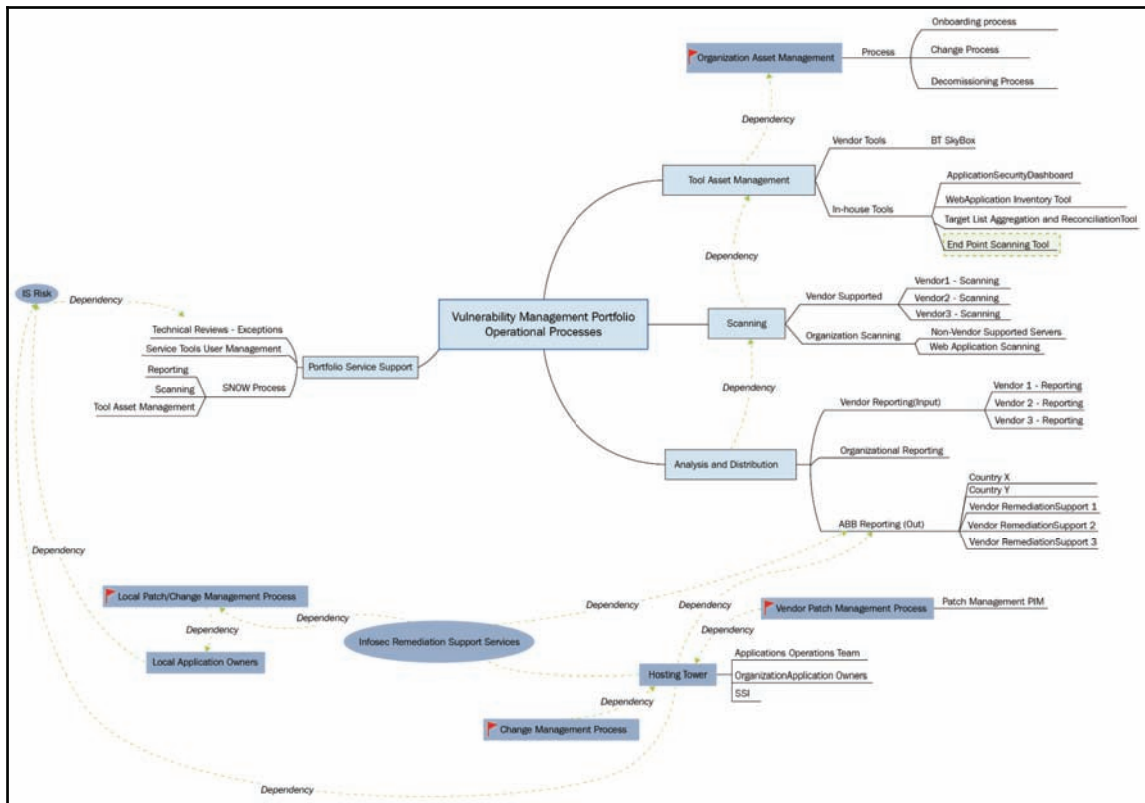 Onboarding process
Organization Asset Management
Process
Change Process
Decomissioning Process
Dependency
Vendor Tools
BT SkyBox
Tool Asset Management
ApplicationSecurityDashboard
WebApplication Inventory Tool
In-house Tools
Target List Aggregation and ReconciliationTool
End Point Scanning Tool
Dependency
IS Risk
Dependency
Vulnerability Management Portfolio
Operational Processes
Vendor Supported
Vendor1 - Scanning
Vendor2 - Scanning
Vendor3 - Scanning
Scanning
Organization Scanning
Non-Vendor Supported Servers
Web Application Scanning
Technical Reviews - Exceptions
Service Tools User Management
Portfolio Service Support
Reporting
Scanning
SNOW Process
Tool Asset Management
Dependency
Vendor Reporting(Input)
Vendor 1 - Reporting
Vendor 2 - Reporting
Vendor 3 - Reporting
Analysis and Distribution
Organizational Reporting
Country X
Country Y
Vendor RemediationSupport 1
ABB Reporting (Out)
Vendor RemediationSupport 2
Vendor RemediationSupport 3
Dependency
Local Patch/Change Management Process
Dependency
Dependency
Vendor Patch Management Process
Patch Management PIM
Dependency
Infosec Remediation Support Services
Dependency
Local Application Owners
Hosting Tower
Applications Operations Team
OrganizationApplication Owners
SSI
Dependency
Change Management Process
Dependency